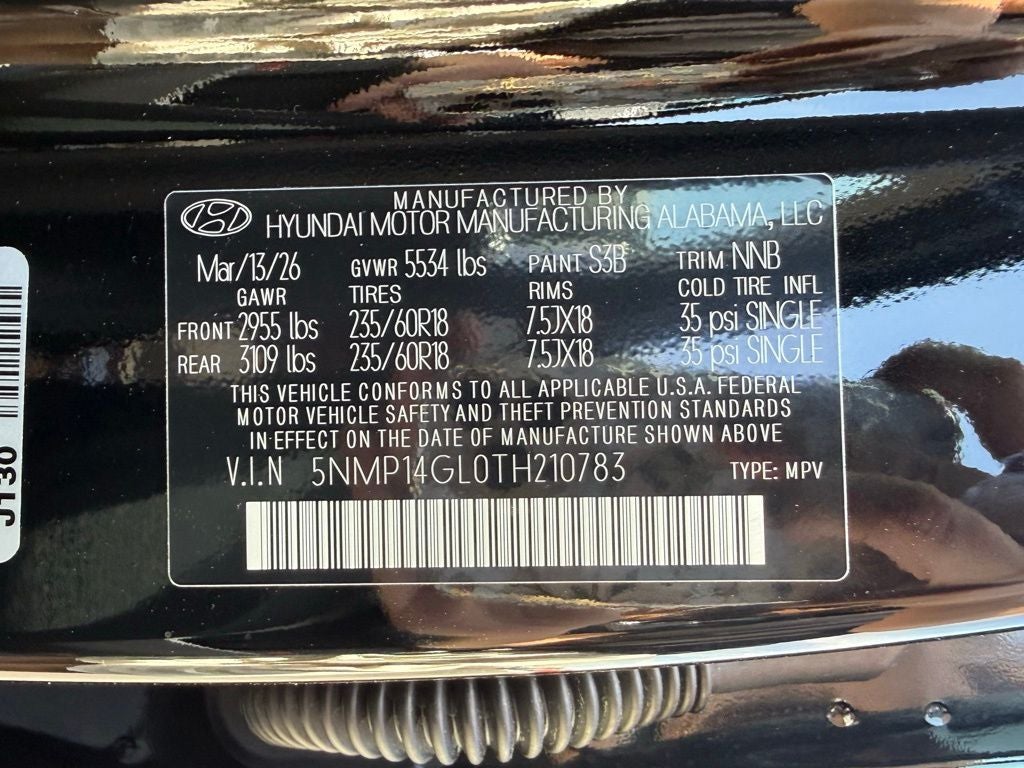 MANUFACTURED BY
HYUNDAI MOTOR MANUFACTURING ALABAMA, LLC
Mar/13/26 GVWR 5534 lbs PAINT S3B TRIM NNB
GAWR TIRES RIMS COLD TIRE INFL
FRONT 2955 lbs 235/60R18 7.5JX18 35 psi SINGLE
REAR 3109 lbs 235/60R18 7.5JX18 35 psi SINGLE
THIS VEHICLE CONFORMS TO ALL APPLICABLE U.S.A. FEDERAL
MOTOR VEHICLE SAFETY AND THEFT PREVENTION STANDARDS
IN EFFECT ON THE DATE OF MANUFACTURE SHOWN ABOVE
V.I.N 5NMP14GL0TH210783 TYPE: MPV
J130